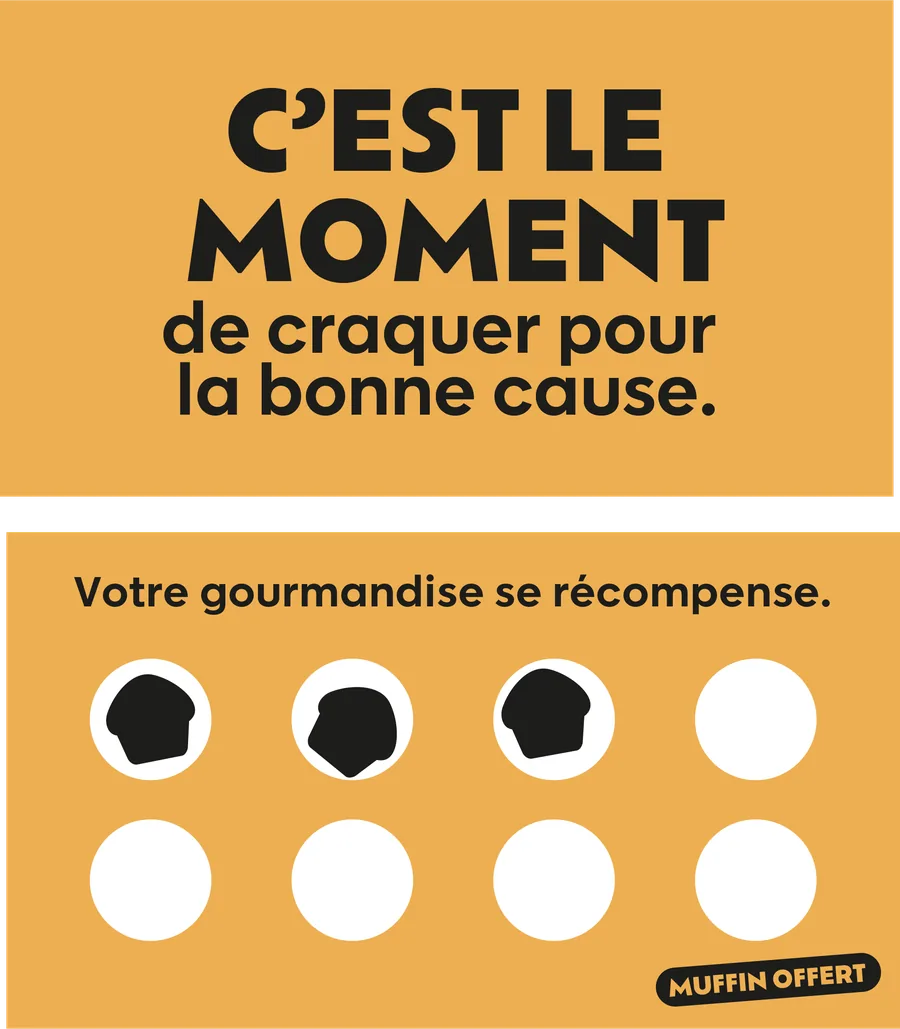 C’EST LE
MOMENT
de craquer pour
la bonne cause.
Votre gourmandise se récompense.
MUFFIN OFFERT